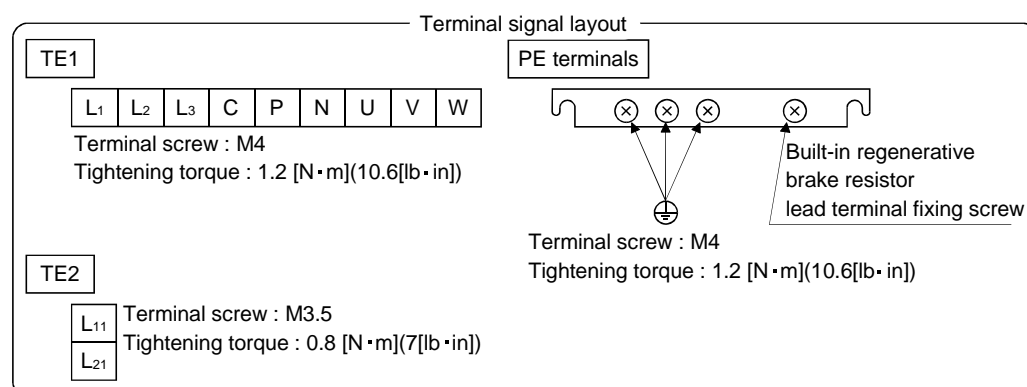 Terminal signal layout
TE1
L1 L2 L3 C P N U V W
Terminal screw : M4
Tightening torque : 1.2 [N·m](10.6[lb·in])
PE terminals
Built-in regenerative
brake resistor
lead terminal fixing screw
Terminal screw : M4
Tightening torque : 1.2 [N·m](10.6[lb·in])
TE2
L11
L21
Terminal screw : M3.5
Tightening torque : 0.8 [N·m](7[lb·in])